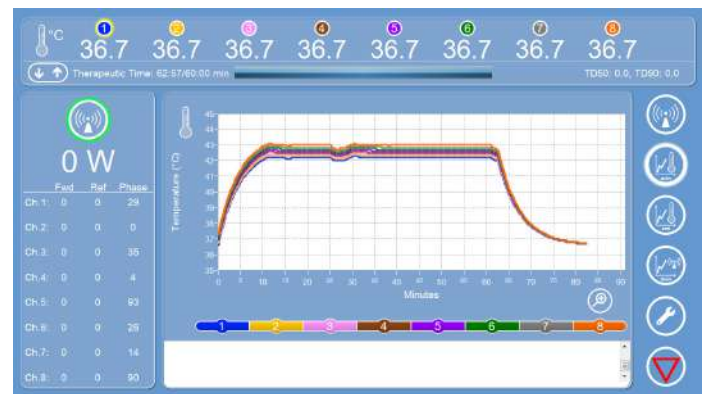 °C
1 2 3 4 5 6 7 8
36.7 36.7 36.7 36.7 36.7 36.7 36.7 36.7
Therapeutic Time: 62:57/60:00 min
TD50: 0.0, TD90: 0.0
0 W
Fwd Ref Phase
Ch.1: 0 0 29
Ch.2: 0 0 0
Ch.3: 0 0 35
Ch.4: 0 0 4
Ch.5: 0 0 93
Ch.6: 0 0
Ch.7: 0 0 14
Ch.8: 0 0 90
Temperature (°C)
45
44
43
42
41
40
39
38
37
36
35
0 5 10 15 20 25 30 35 40 45 50 55 60 65 70 75 80 85 90
Minutes
1 2 3 4 5 6 7 8